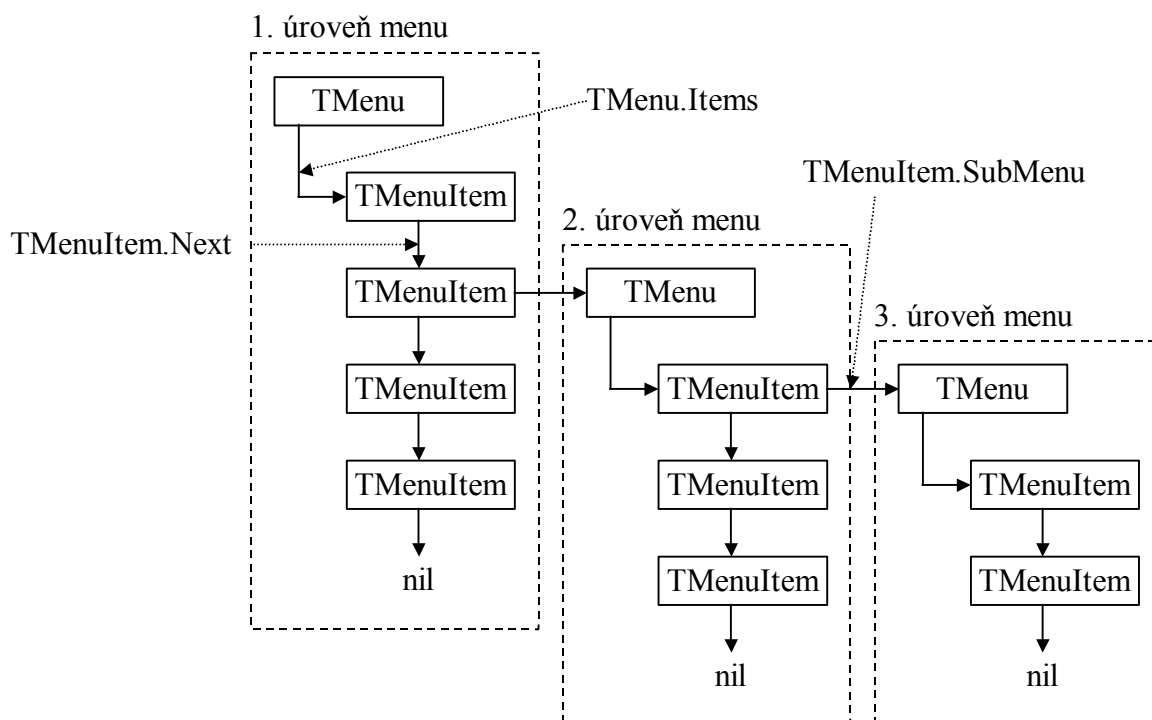 1. úroveň menu
TMenu
TMenu.Items
TMenuItem
TMenuItem.SubMenu
TMenuItem.Next
2. úroveň menu
TMenuItem
TMenu
3. úroveň menu
TMenuItem
TMenuItem
TMenu
TMenuItem
TMenuItem
TMenuItem
nil
TMenuItem
TMenuItem
nil
nil